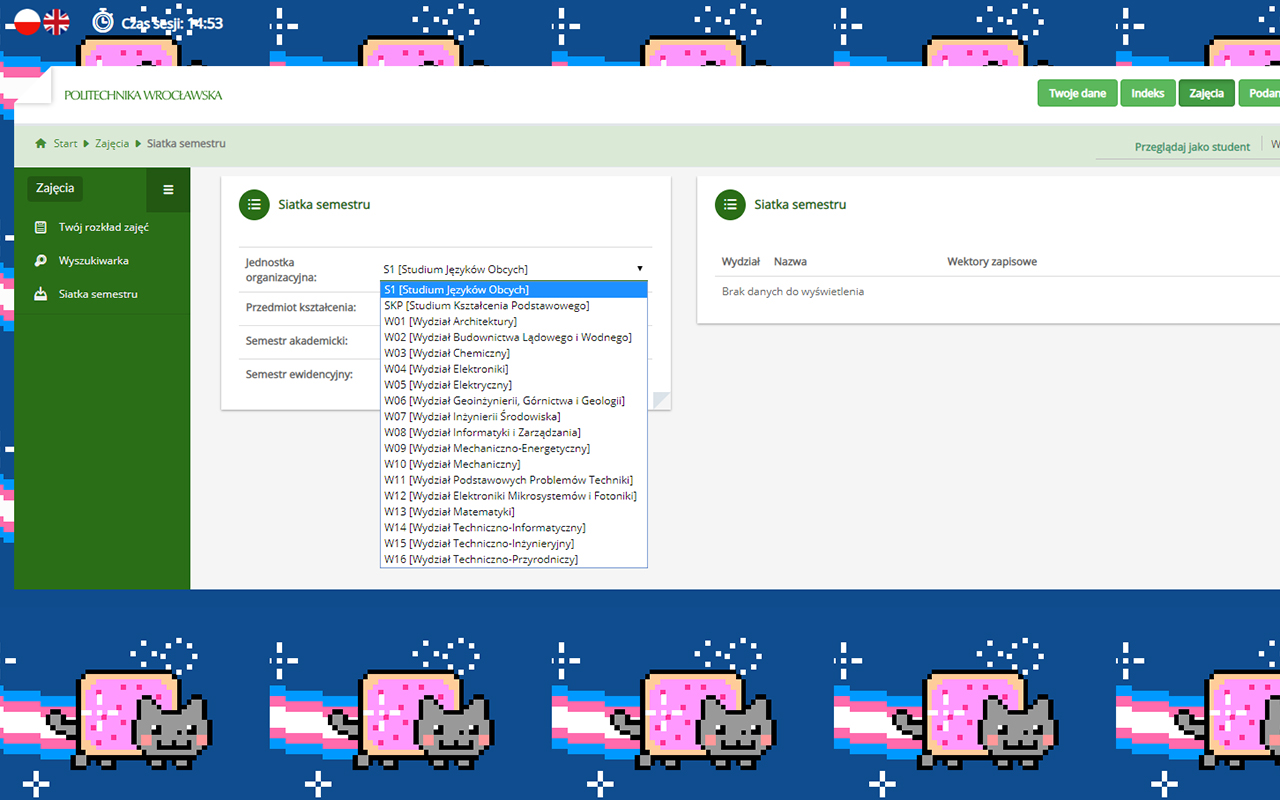 Czas sesji: 14:53
POLITECHNIKA WROCŁAWSKA
Twoje dane
Indeks
Zajęcia
Start
Zajęcia
Siatka semestru
Przeglądaj jako student
Zajęcia
Twój rozkład zajęć
Wyszukiwarka
Siatka semestru
Siatka semestru
Jednostka
organizacyjna:
S1 [Studium Języków Obcych]
Przedmiot kształcenia:
Semestr akademicki:
Semestr ewidencyjny:
S1 [Studium Języków Obcych]
SKP [Studium Kształcenia Podstawowego]
W01 [Wydział Architektury]
W02 [Wydział Budownictwa Lądowego i Wodnego]
W03 [Wydział Chemiczny]
W04 [Wydział Elektroniki]
W05 [Wydział Elektryczny]
W06 [Wydział Geoinżynierii, Górnictwa i Geologii]
W07 [Wydział Inżynierii Środowiska]
W08 [Wydział Informatyki i Zarządzania]
W09 [Wydział Mechaniczno-Energetyczny]
W10 [Wydział Mechaniczny]
W11 [Wydział Podstawowych Problemów Techniki]
W12 [Wydział Elektroniki Mikrosystemów i Fotoniki]
W13 [Wydział Matematyki]
W14 [Wydział Techniczno-Informatyczny]
W15 [Wydział Techniczno-Inżynieryjny]
W16 [Wydział Techniczno-Przyrodniczy]
Siatka semestru
Wydział Nazwa Wektory zapisowe
Brak danych do wyświetlenia